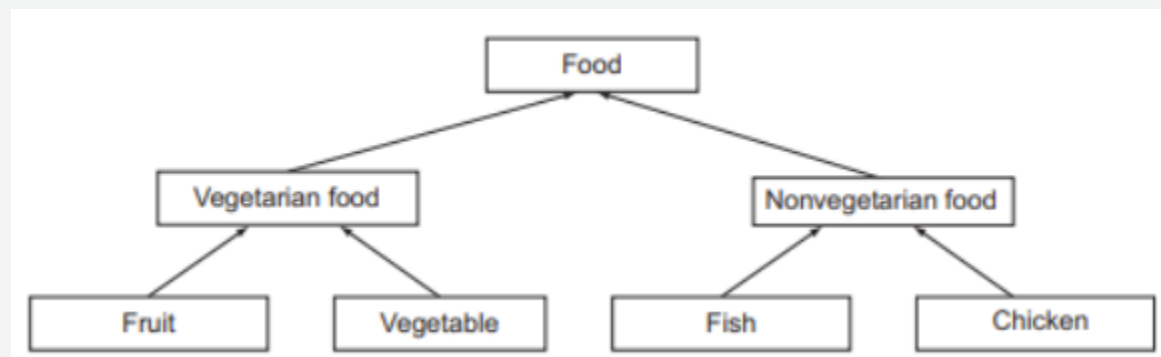 Food
Vegetarian food
Nonvegetarian food
Fruit
Vegetable
Fish
Chicken